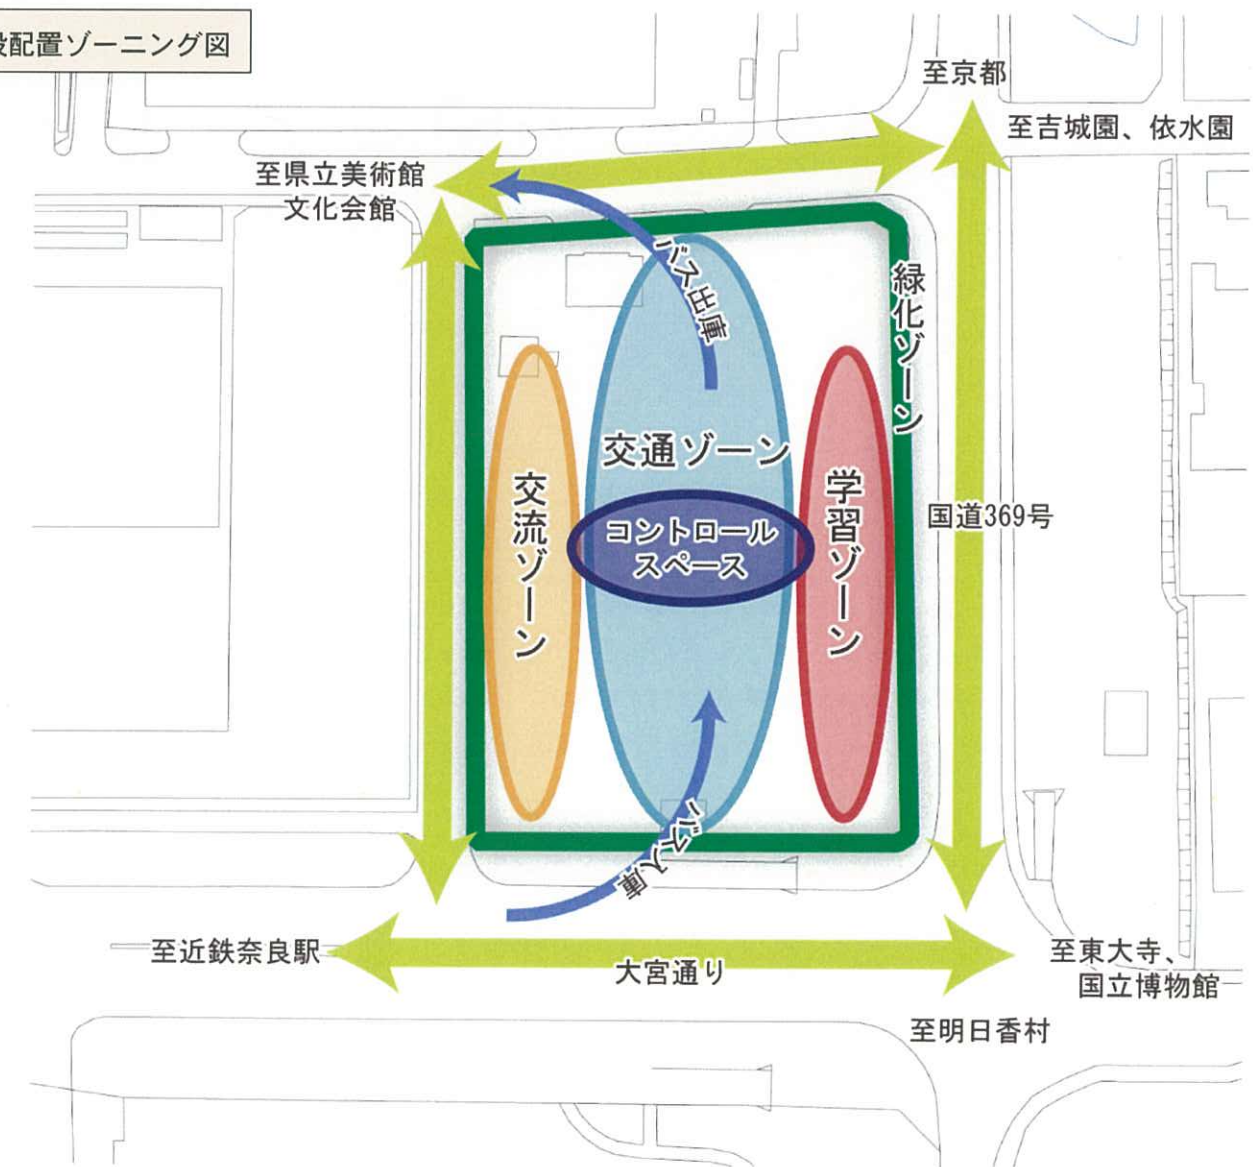 設配置ゾーニング図
至京都
至吉城園、依水園
至県立美術館
文化会館
バス出庫
緑化ゾーン
交通ゾーン
交流ゾーン
コントロール
スペース
学習ゾーン
国道369号
バス入庫
至近鉄奈良駅
大宮通り
至東大寺、
国立博物館
至明日香村